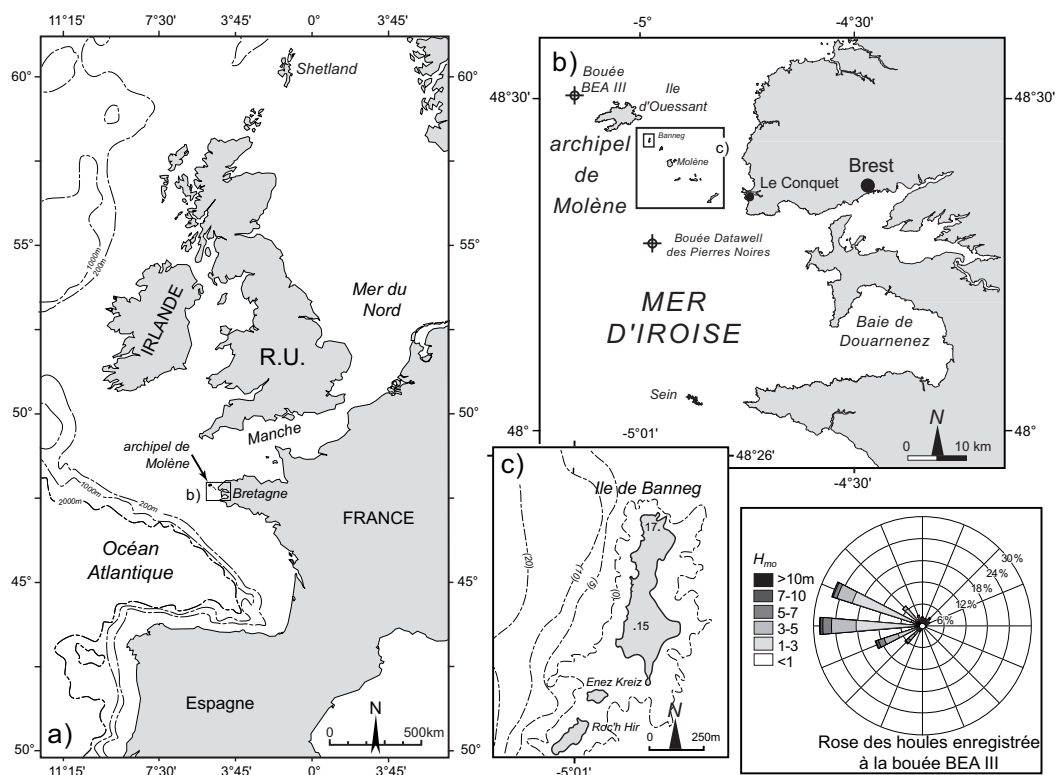 11°15
7°30
3°45
0°
3°45
60°
55°
50°
45°
50°
Shetland
1000m
200m
IRLANDE
Mer du
Nord
R.U.
Manche
archipel de
Molène
b)
Bretagne
1000m
200m
2000m
FRANCE
Océan
Atlantique
Espagne
N
0
500km
a)
11°15
7°30
3°45
0°
3°45
-5°
-4°30
b)
Bouée
BEA III
Ile
d'Ouessant
48°30
48°30
archipel
de
Molène
Banneg
c)
Molène
Brest
Le Conquet
Bouée Datawell
des Pierres Noires
MER
D'IROISE
Baie de
Douarnenez
Sein
N
0
10 km
48°
48°
-5°01
48°26
-4°30
c)
Ile de Banneg
17.
(20)
(10)
(5)
(0)
.15
Enez Kreiz
Roc'h Hir
N
0
250m
-5°01
Hmo
>10m
7-10
5-7
3-5
1-3
<1
30%
24%
18%
12%
6%
Rose des houles enregistrée
à la bouée BEA III